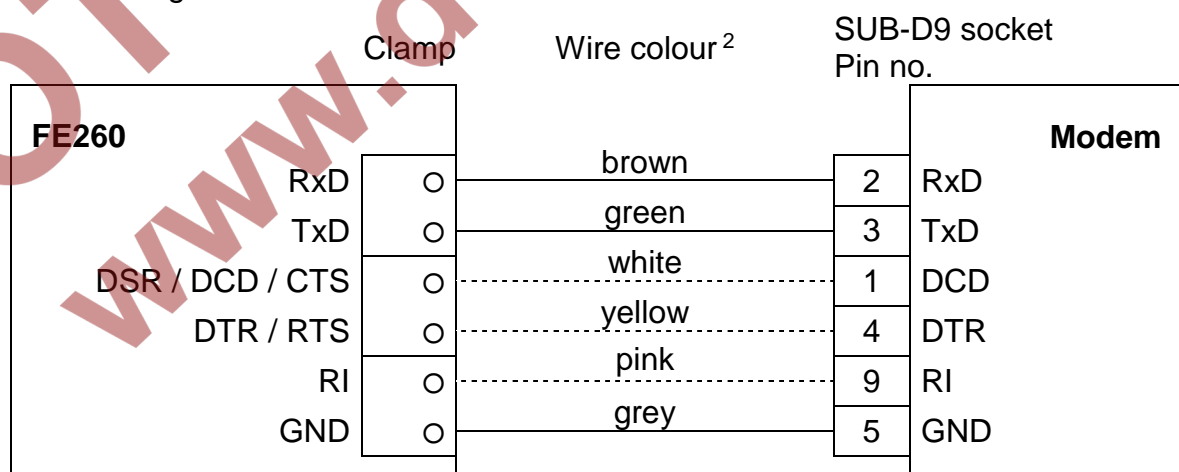 Clamp Wire colour 2 SUB-D9 socket
Pin no.
FE260 Modem
RxD brown 2 RxD
TxD green 3 TxD
DSR / DCD / CTS white 1 DCD
DTR / RTS yellow 4 DTR
RI pink 9 RI
GND grey 5 GND